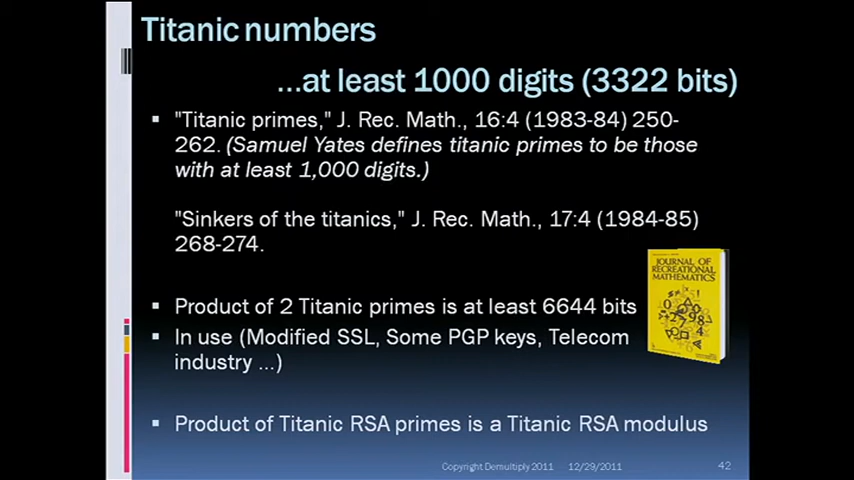 Titanic numbers
...at least 1000 digits (3322 bits)
▪ "Titanic primes," J. Rec. Math., 16:4 (1983-84) 250-
262. (Samuel Yates defines titanic primes to be those
with at least 1,000 digits.)
"Sinkers of the titanics," J. Rec. Math., 17:4 (1984-85)
268-274.
JOURNAL OF
RECREATIONAL
MATHEMATICS
▪ Product of 2 Titanic primes is at least 6644 bits
▪ In use (Modified SSL, Some PGP keys, Telecom
industry ...)
▪ Product of Titanic RSA primes is a Titanic RSA modulus
Copyright Demultiply 2011 12/29/2011 42